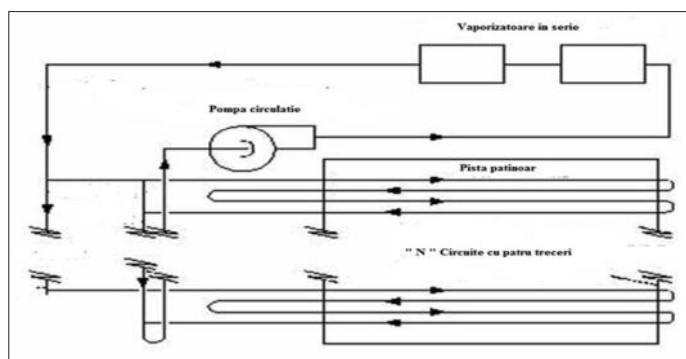 Vaporizatoare in serie
Pompa circulatie
Pista patinoar
" N " Circuite cu patru treceri